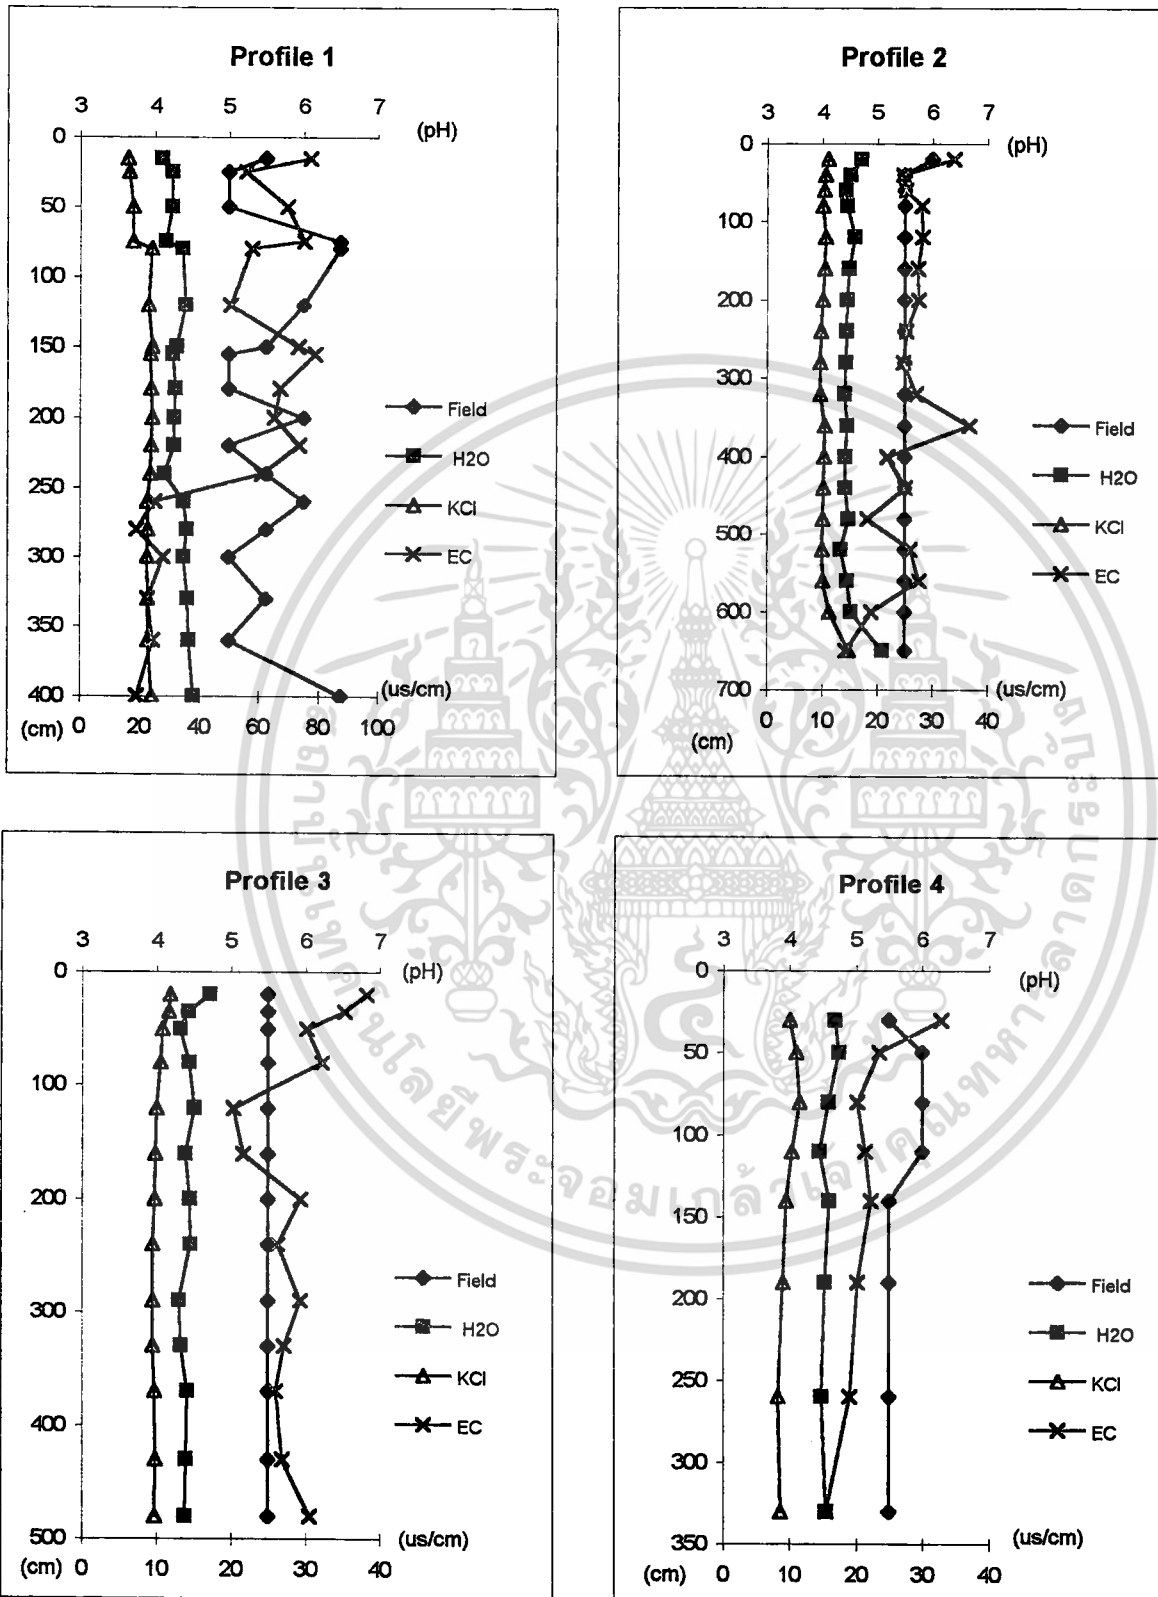 Profile 1
3 4 5 6 7
(pH)
0
50
100
150
200
250
300
350
400
(us/cm)
0 20 40 60 80 100
(cm)
Field
H2O
KCl
EC
Profile 2
3 4 5 6 7
(pH)
0
100
200
300
400
500
600
700
(us/cm)
0 10 20 30 40
(cm)
Field
H2O
KCl
EC
Profile 3
3 4 5 6 7
(pH)
0
100
200
300
400
500
(us/cm)
(cm) 0 10 20 30 40
Field
H2O
KCl
EC
Profile 4
3 4 5 6 7
(pH)
0
50
100
150
200
250
300
350
(us/cm)
(cm) 0 10 20 30 40
Field
H2O
KCl
EC